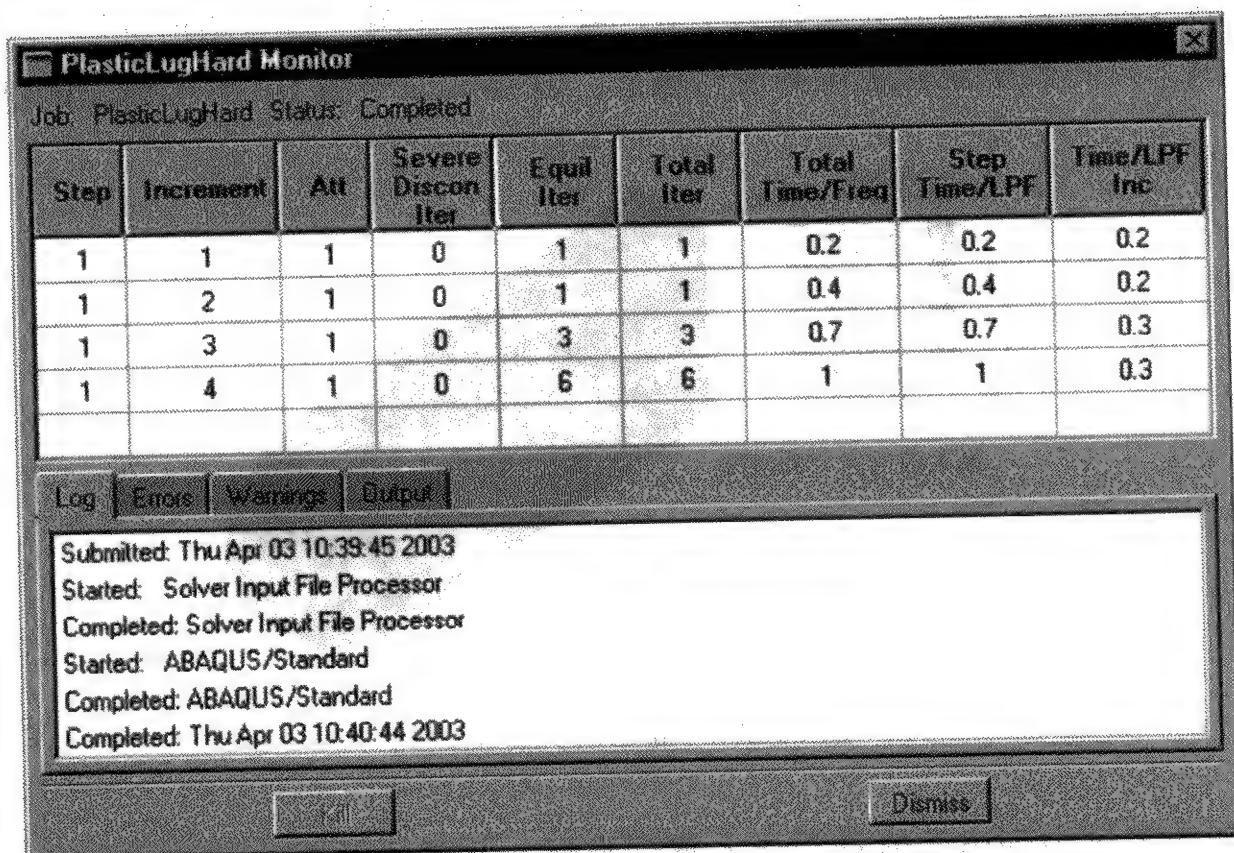 PlasticLugHard Monitor
Job: PlasticLugHard Status: Completed
Step Increment Att Severe Discon Iter Equil Iter Total Iter Total Time/Freq Step Time/LPF Time/LPF Inc
1 1 1 0 1 1 0.2 0.2 0.2
1 2 1 0 1 1 0.4 0.4 0.2
1 3 1 0 3 3 0.7 0.7 0.3
1 4 1 0 6 6 1 1 0.3
Log Errors Warnings Output
Submitted: Thu Apr 03 10:39:45 2003
Started: Solver Input File Processor
Completed: Solver Input File Processor
Started: ABAQUS/Standard
Completed: ABAQUS/Standard
Completed: Thu Apr 03 10:40:44 2003
Kill Dismiss